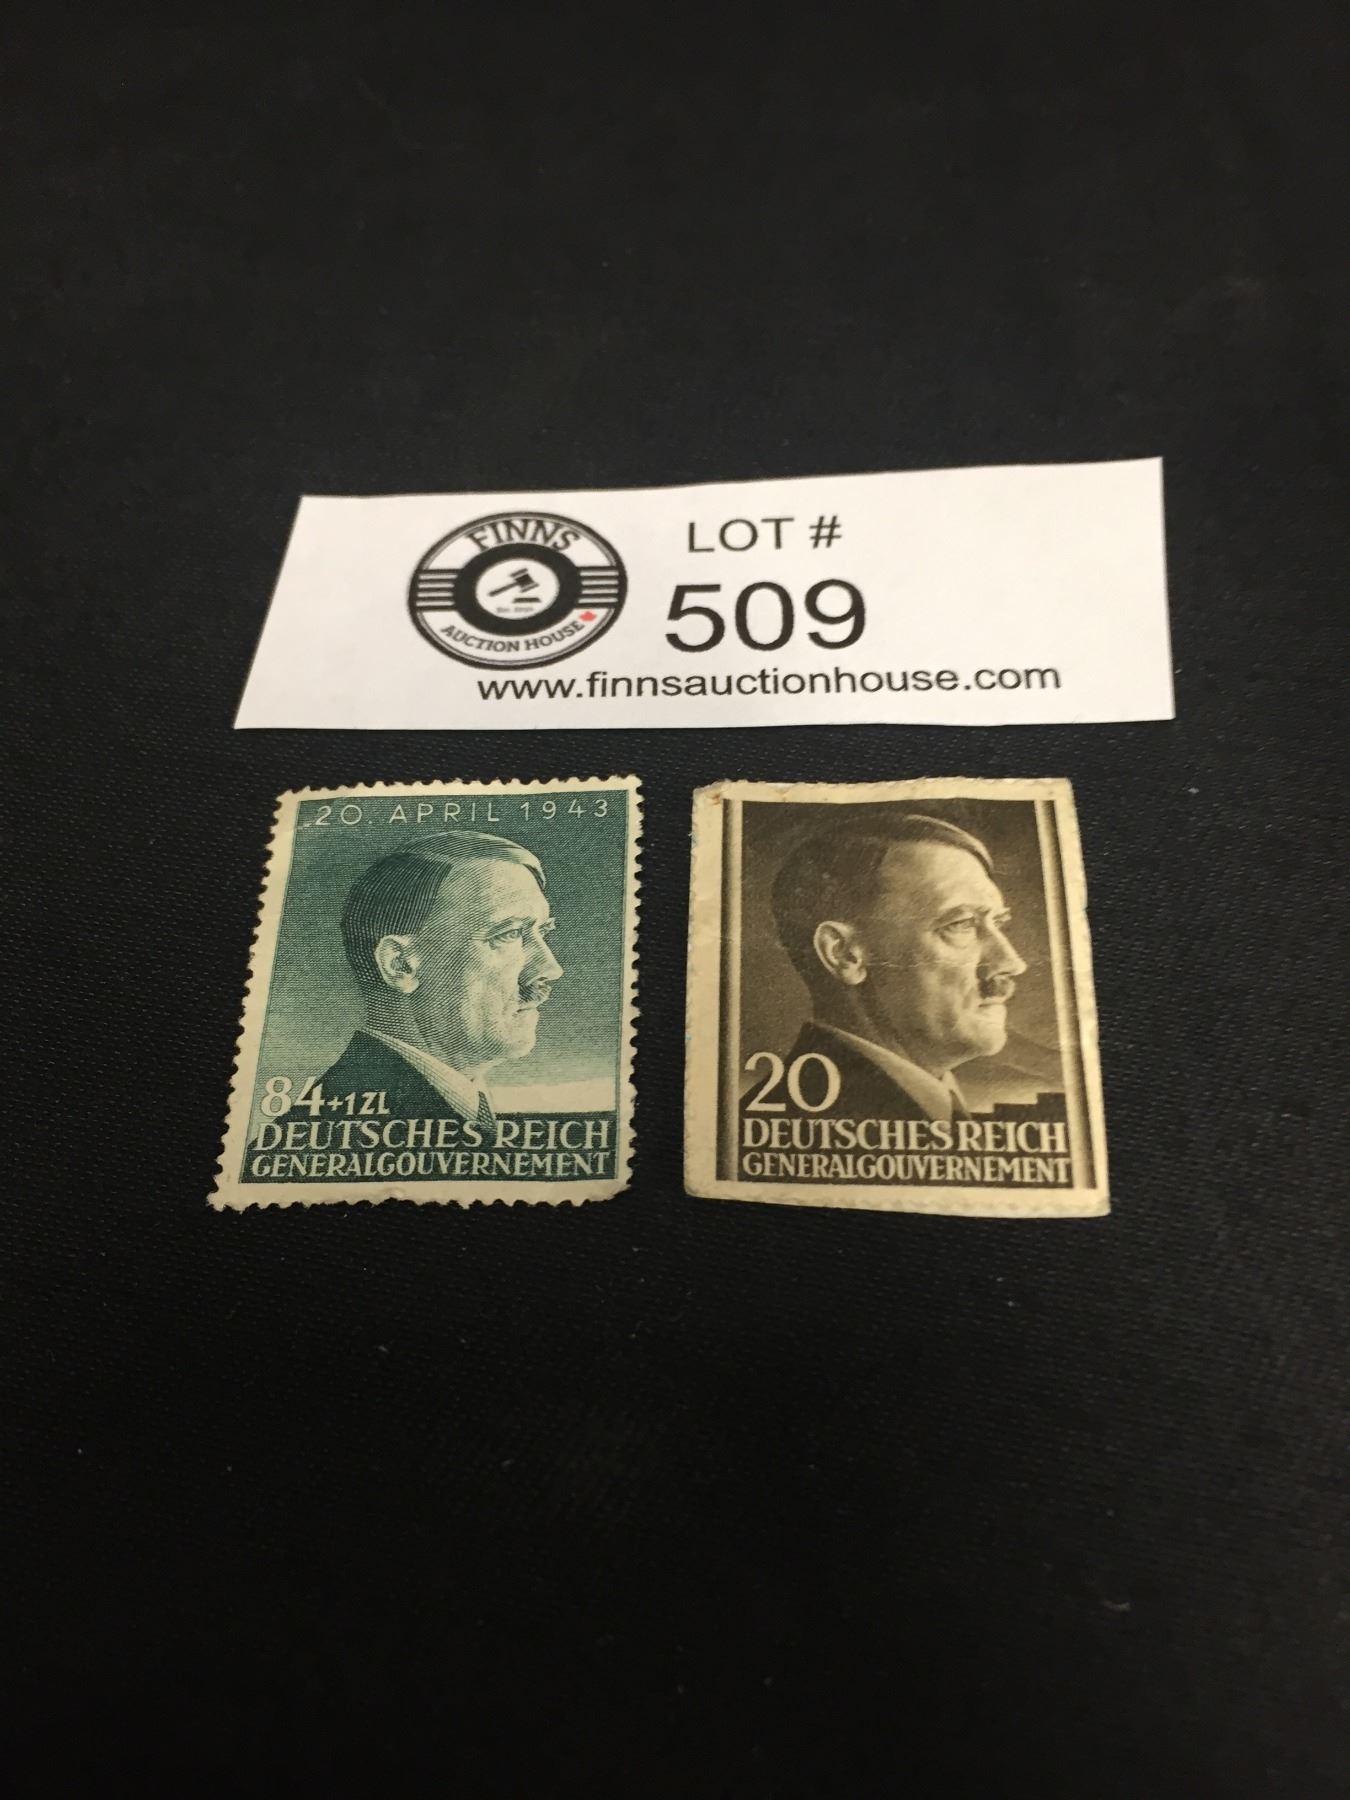 FINNS
AUCTION HOUSE
LOT #
509
www.finnsauctionhouse.com
20. APRIL 1943
84+1ZL
DEUTSCHES REICH
GENERALGOUVERNEMENT
20
DEUTSCHES REICH
GENERALGOUVERNEMENT